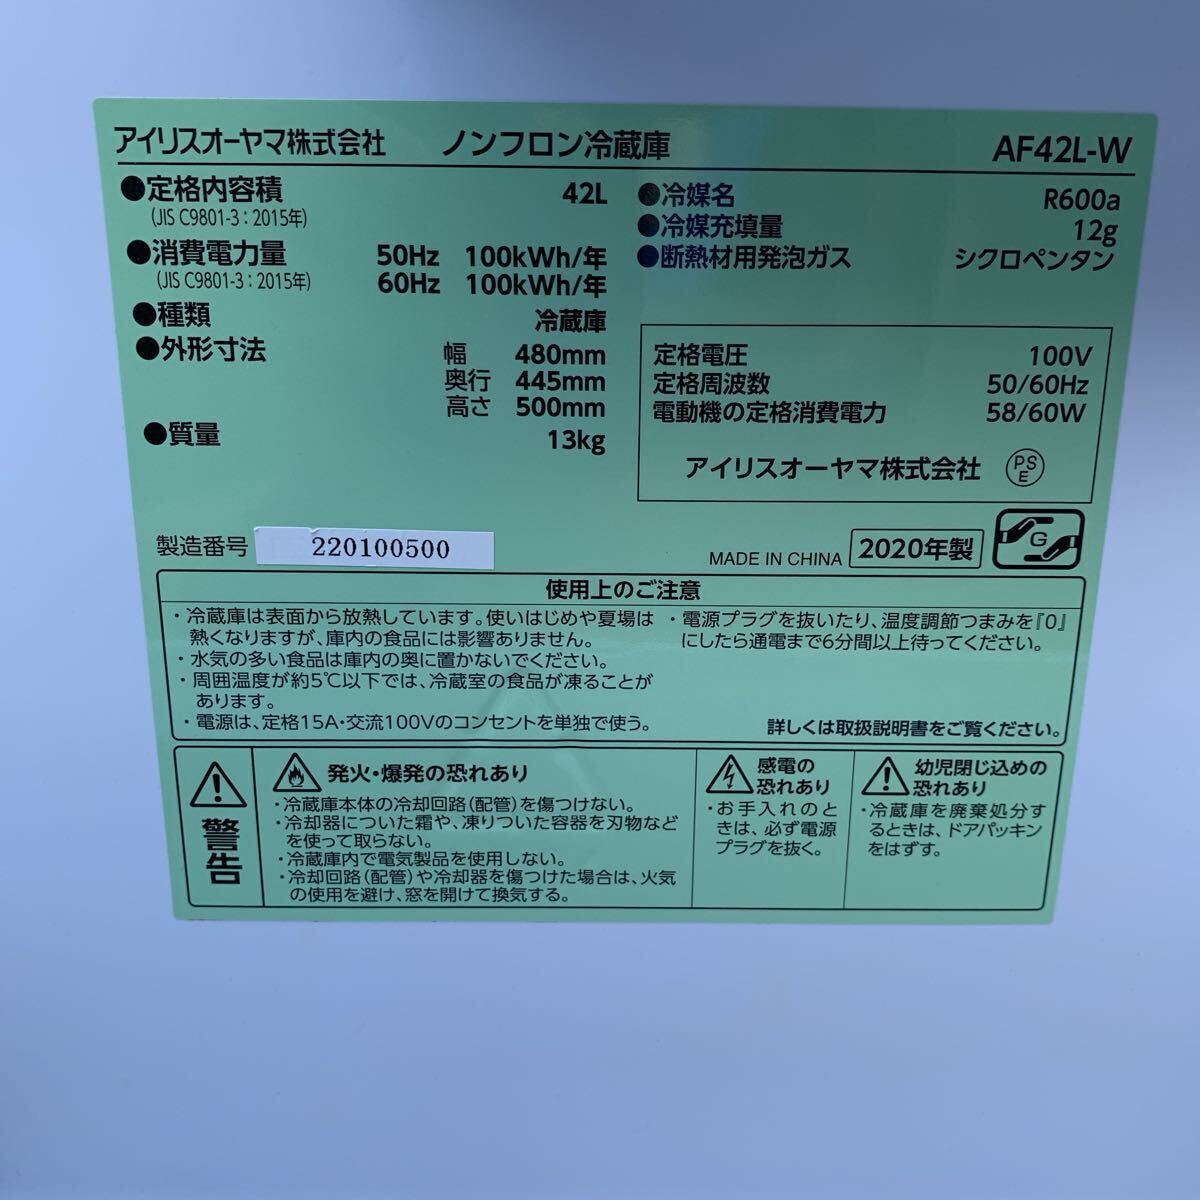 アイリスオーヤマ株式会社 ノンフロン冷蔵庫 AF42L-W
●定格内容積 42L
(JIS C9801-3：2015年)
●消費電力量 50Hz 100kWh/年
(JIS C9801-3：2015年) 60Hz 100kWh/年
●種類 冷蔵庫
●外形寸法 幅 480mm
奥行 445mm
高さ 500mm
●質量 13kg
●冷媒名 R600a
●冷媒充填量 12g
●断熱材用発泡ガス シクロペンタン
定格電圧 100V
定格周波数 50/60Hz
電動機の定格消費電力 58/60W
アイリスオーヤマ株式会社 PSE
製造番号 220100500
MADE IN CHINA 2020年製 G
使用上のご注意
・冷蔵庫は表面から放熱しています。使いはじめや夏場は
熱くなりますが、庫内の食品には影響ありません。
・水気の多い食品は庫内の奥に置かないでください。
・周囲温度が約5℃以下では、冷蔵室の食品が凍ることが
あります。
・電源は、定格15A・交流100Vのコンセントを単独で使う。
・電源プラグを抜いたり、温度調節つまみを『0』
にしたら通電まで6分間以上待ってください。
詳しくは取扱説明書をご覧ください。
警告
発火・爆発の恐れあり
・冷蔵庫本体の冷却回路（配管）を傷つけない。
・冷却器についた霜や、凍りついた容器を刃物など
を使って取らない。
・冷蔵庫内で電気製品を使用しない。
・冷却回路（配管）や冷却器を傷つけた場合は、火気
の使用を避け、窓を開けて換気する。
感電の
恐れあり
・お手入れのと
きは、必ず電源
プラグを抜く。
幼児閉じ込めの
恐れあり
・冷蔵庫を廃棄処分す
るときは、ドアパッキン
をはずす。